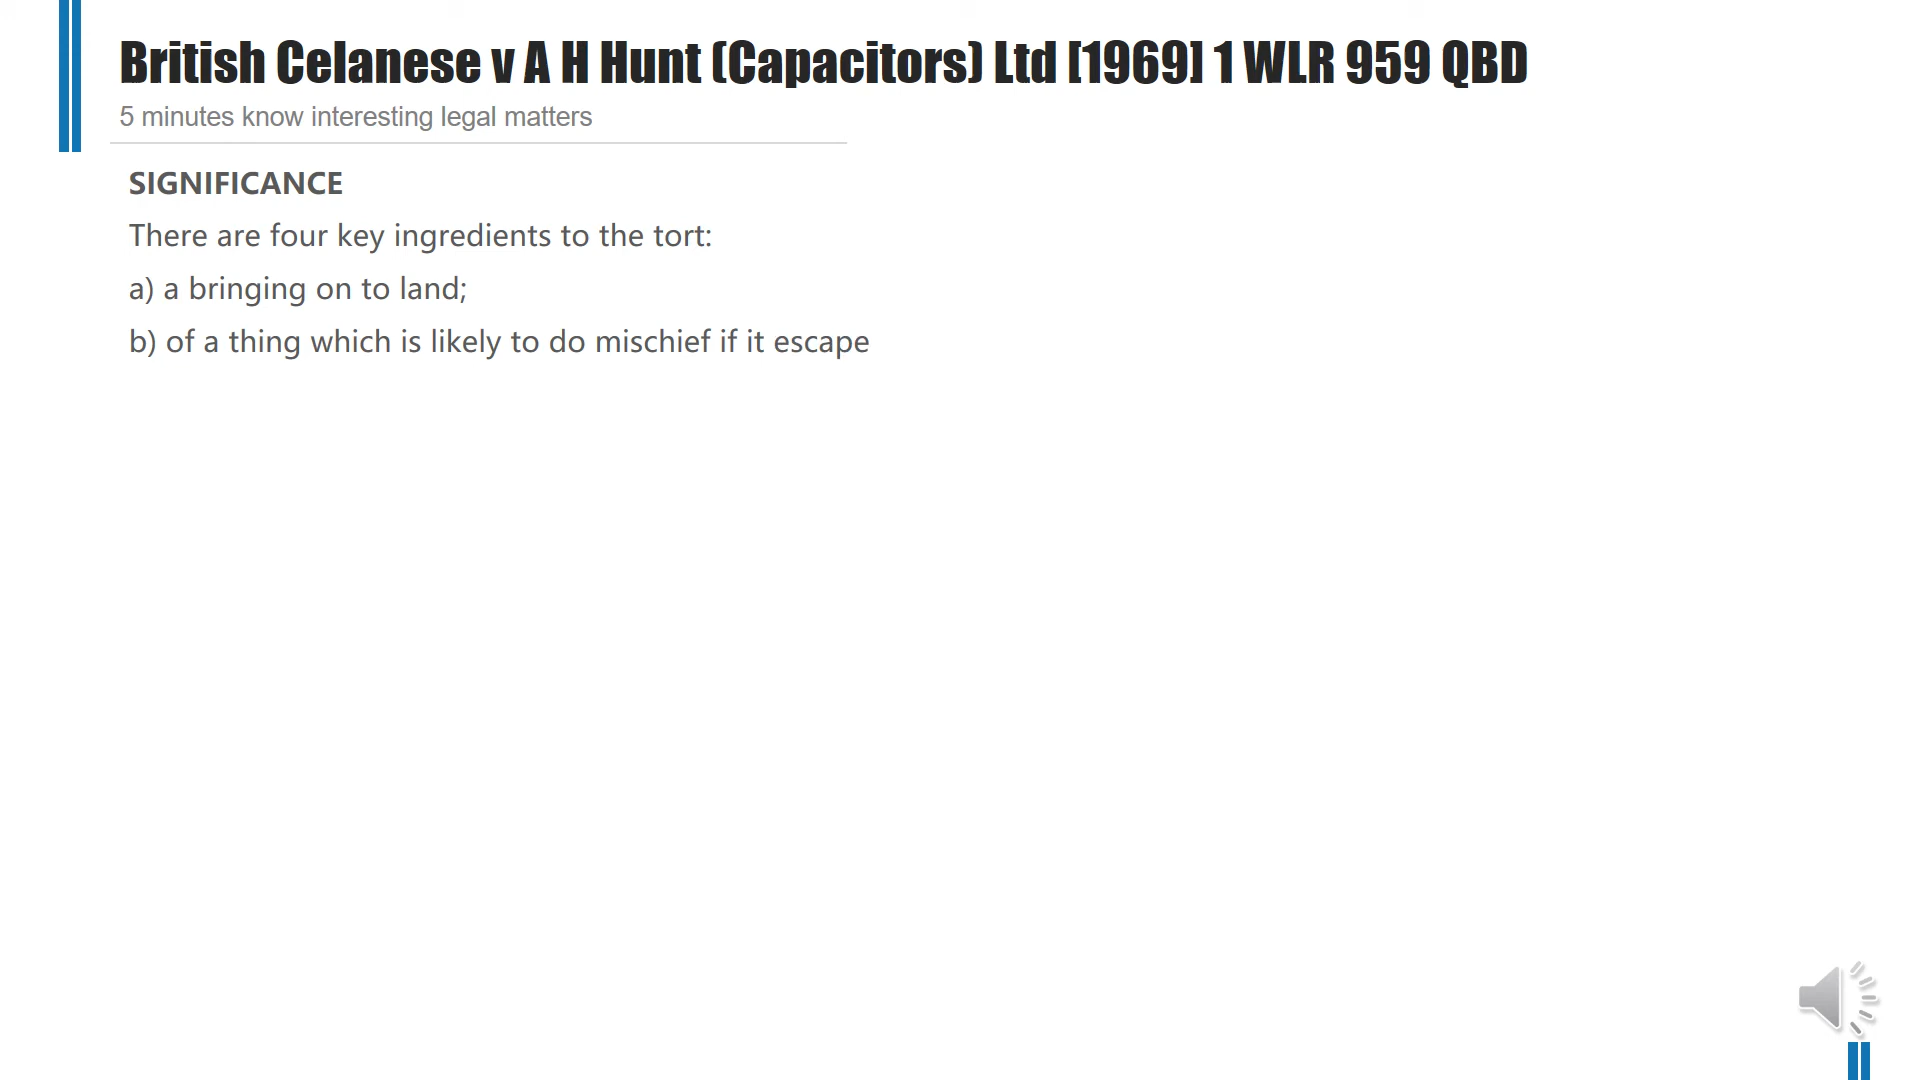 British Celanese v A H Hunt (Capacitors) Ltd [1969] 1 WLR 959 QBD
5 minutes know interesting legal matters
SIGNIFICANCE
There are four key ingredients to the tort:
a) a bringing on to land;
b) of a thing which is likely to do mischief if it escape